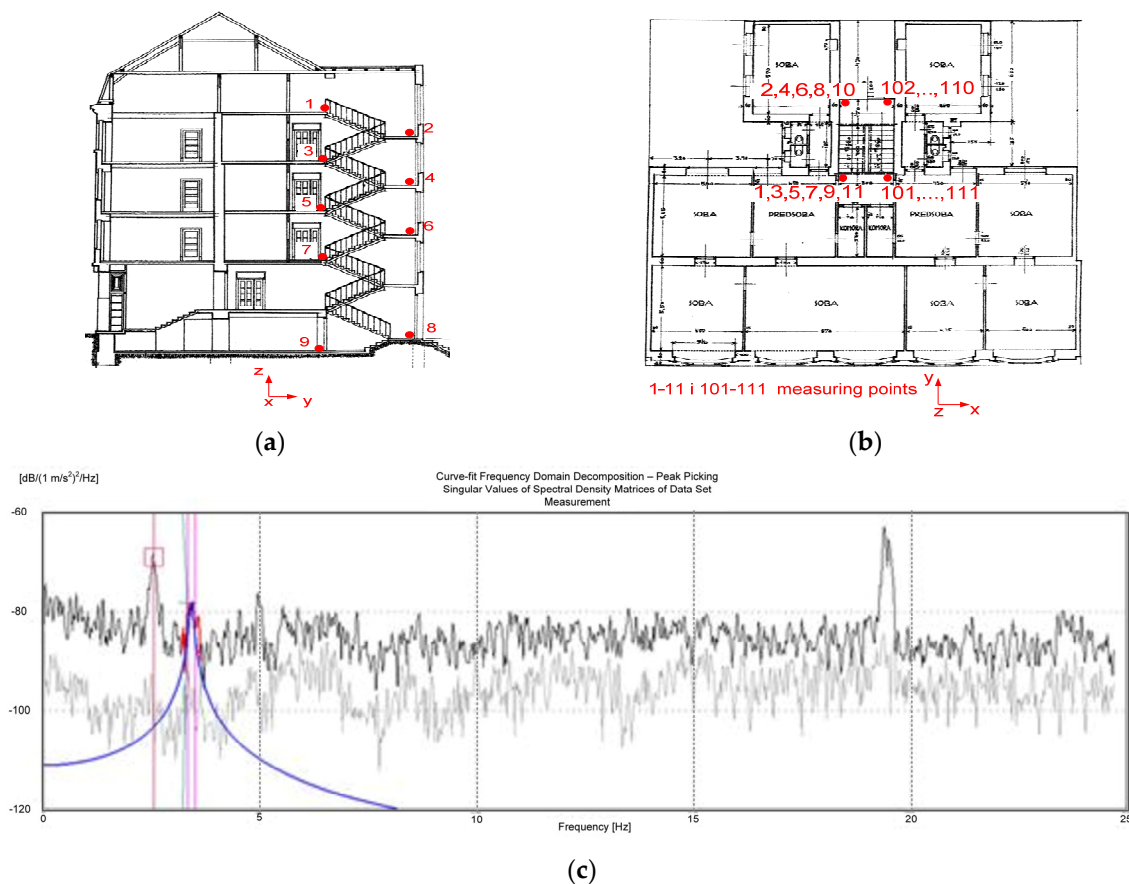 1
2
3
4
5
6
7
8
9
z
x y
(a)
SOBA
SOBA
2,4,6,8,10
102,..,110
1,3,5,7,9,11
101,...,111
SOBA
PREDSOBA
PREDSOBA
SOBA
KOMORA
KOMORA
SOBA
SOBA
SOBA
SOBA
1-11 i 101-111 measuring points
y
z x
(b)
[dB/(1 m/s²)²/Hz]
Curve-fit Frequency Domain Decomposition – Peak Picking
Singular Values of Spectral Density Matrices of Data Set
Measurement
-60
-80
-100
-120
0
5
10
15
20
25
Frequency [Hz]
(c)